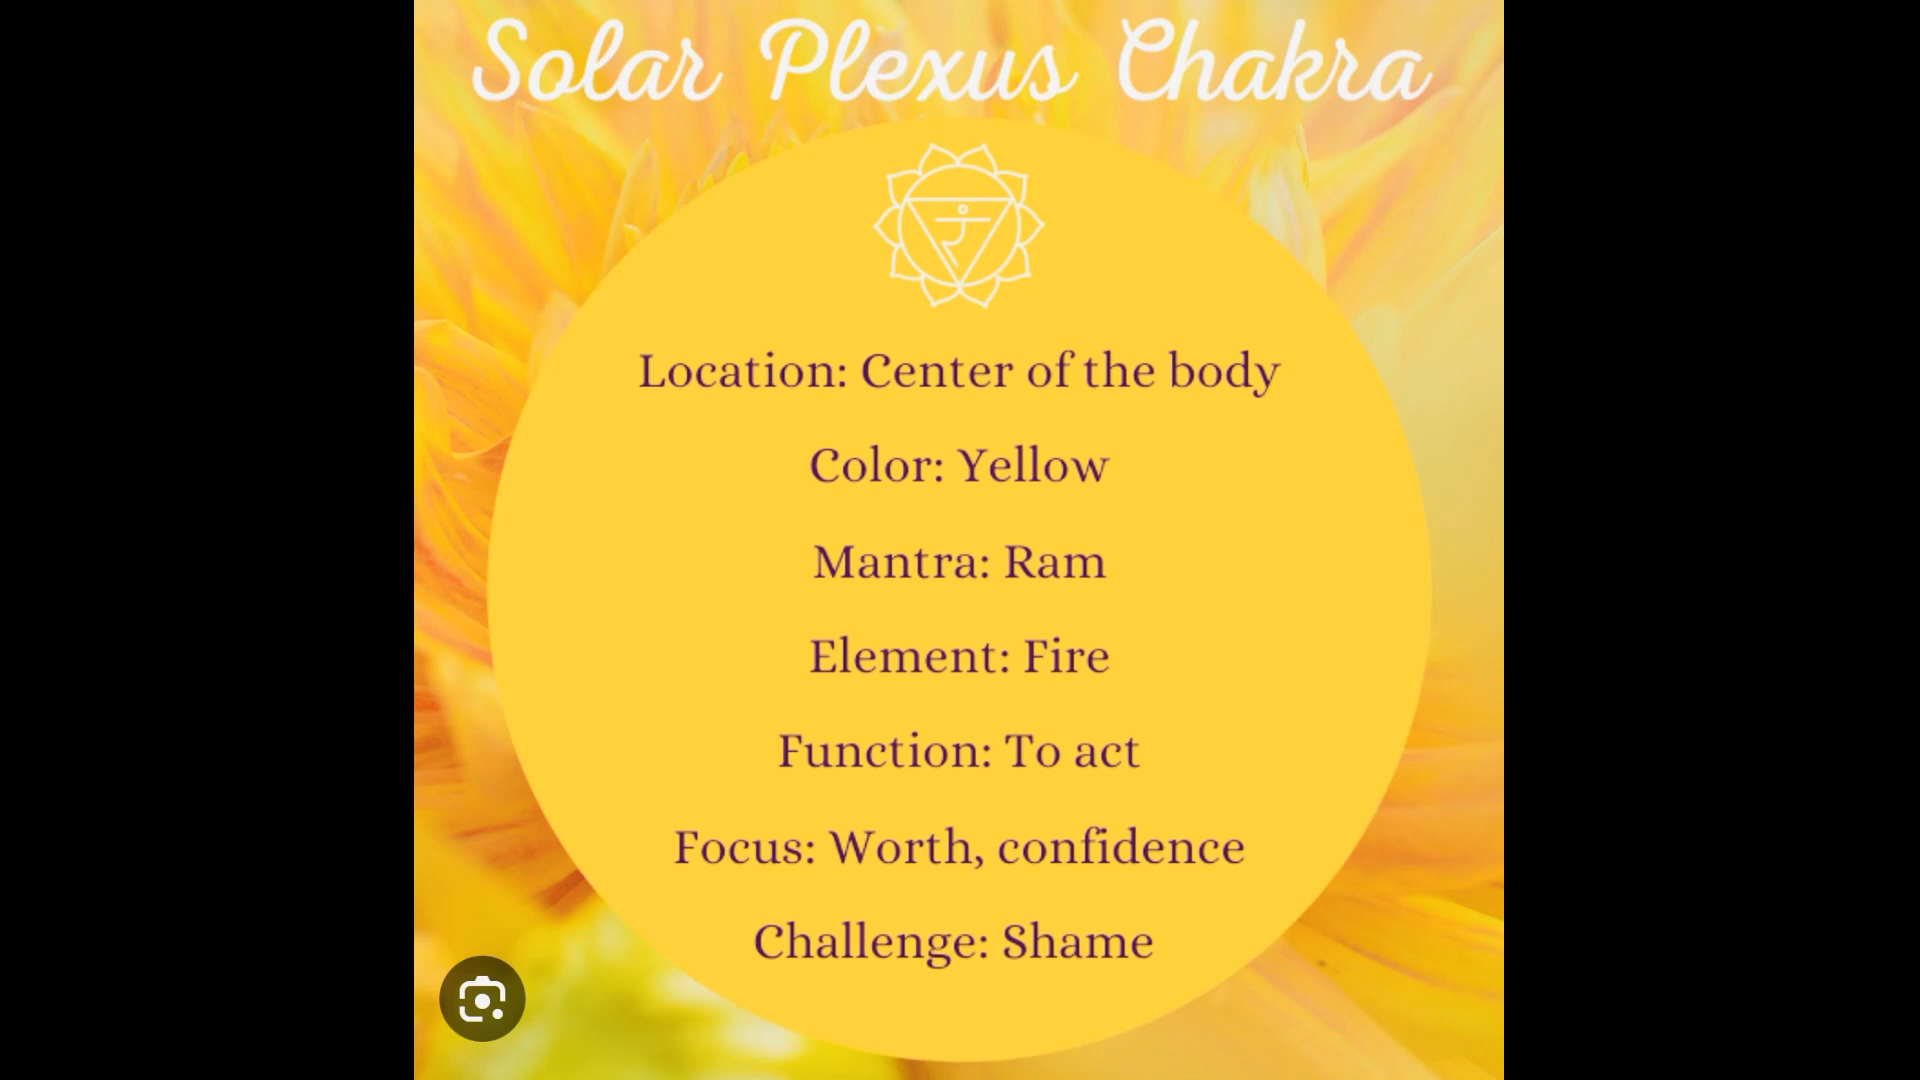 Solar Plexus Chakra
रं
Location: Center of the body
Color: Yellow
Mantra: Ram
Element: Fire
Function: To act
Focus: Worth, confidence
Challenge: Shame